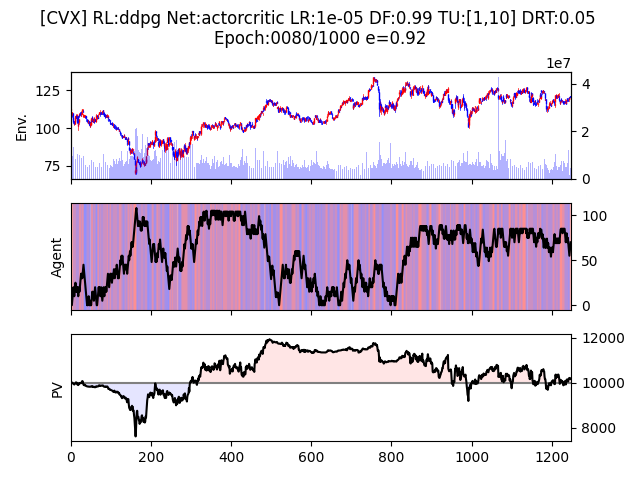 [CVX] RL:ddpg Net:actorcritic LR:1e-05 DF:0.99 TU:[1,10] DRT:0.05
Epoch:0080/1000 e=0.92
1e7
Env.
125
100
75
4
2
0
Agent
100
50
0
PV
12000
10000
8000
0 200 400 600 800 1000 1200